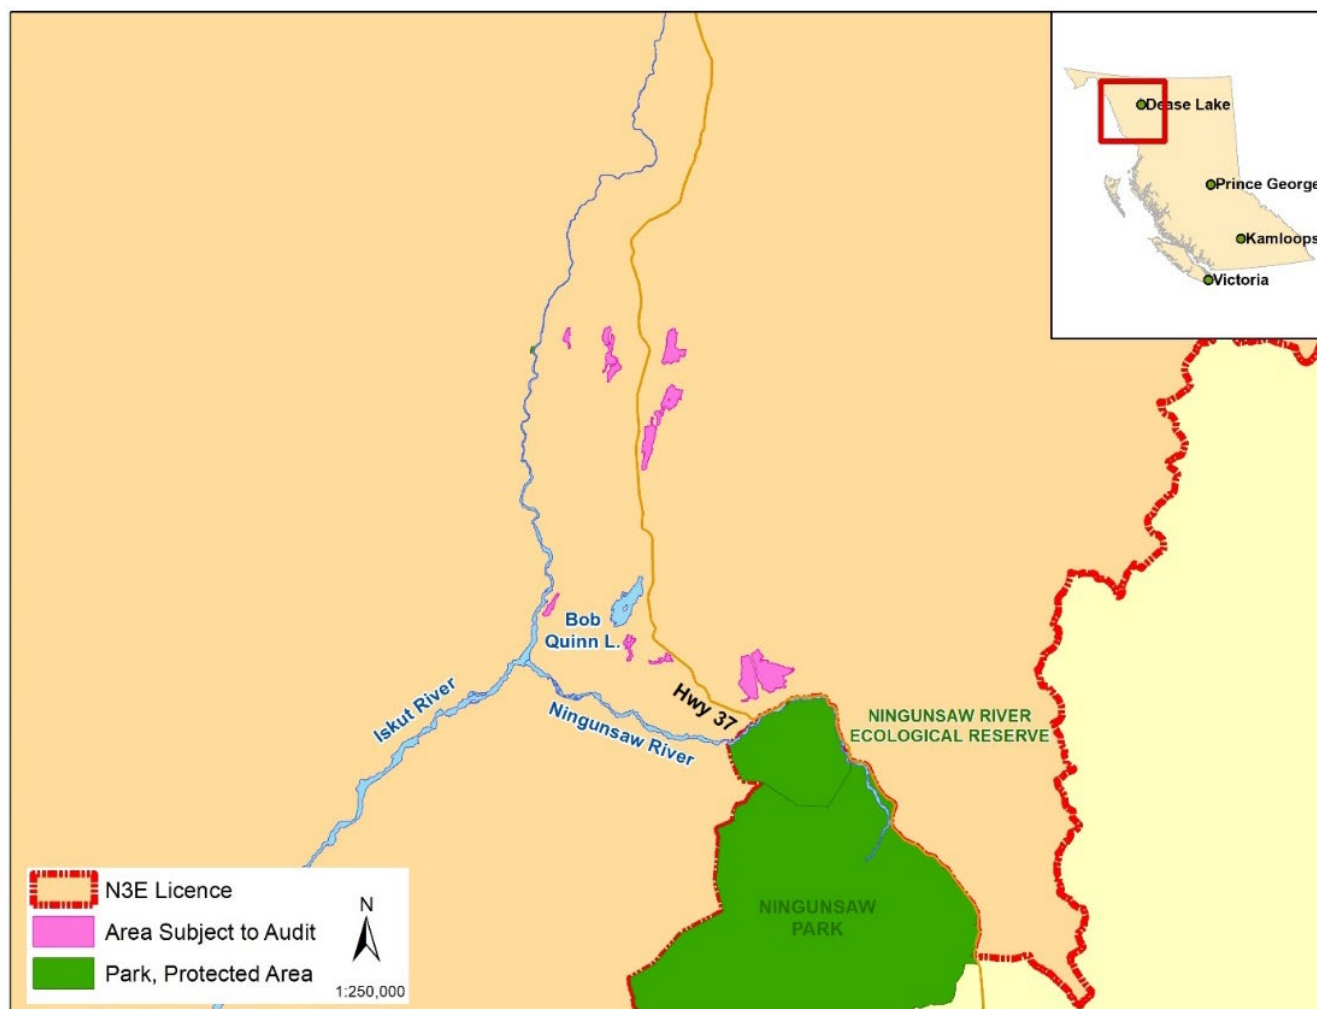 Dease Lake
Prince George
Kamloops
Victoria
Bob
Quinn L.
Iskut River
Ningunsaw River
Hwy 37
NINGUNSAW RIVER
ECOLOGICAL RESERVE
NINGUNSAW
PARK
N3E Licence
Area Subject to Audit
Park, Protected Area
N
1:250,000